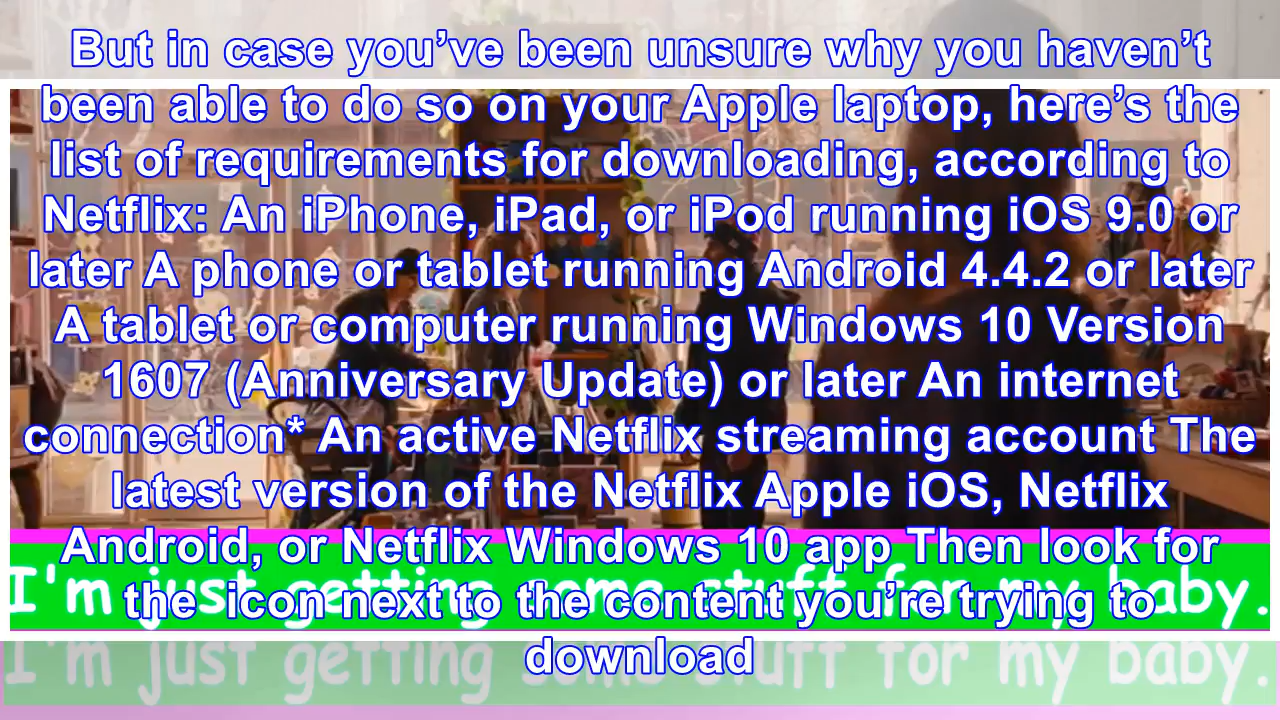 But in case you’ve been unsure why you haven’t
been able to do so on your Apple laptop, here’s the
list of requirements for downloading, according to
Netflix: An iPhone, iPad, or iPod running iOS 9.0 or
later A phone or tablet running Android 4.4.2 or later
A tablet or computer running Windows 10 Version
1607 (Anniversary Update) or later An internet
connection* An active Netflix streaming account The
latest version of the Netflix Apple iOS, Netflix
Android, or Netflix Windows 10 app Then look for
the icon next to the content you’re trying to
download
I'm just getting some stuff for my baby.
I'm just getting some stuff for my baby.